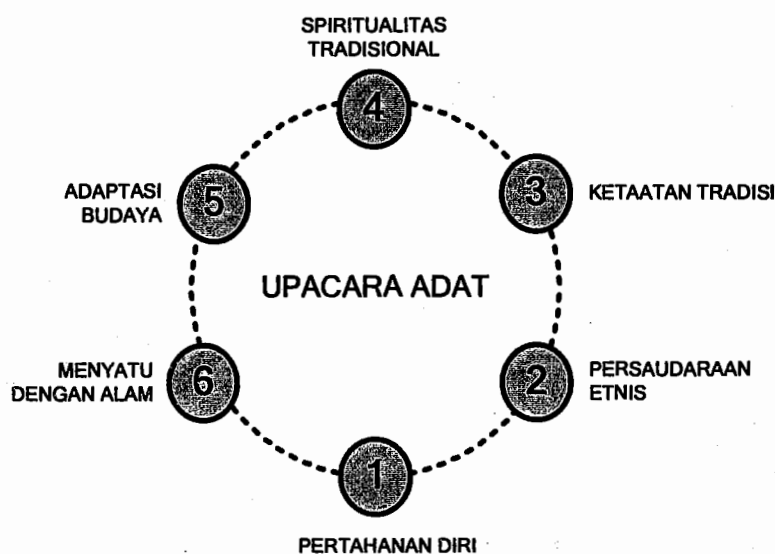 SPIRITUALITAS
TRADISIONAL
4
ADAPTASI
BUDAYA
5
3
KETAATAN TRADISI
UPACARA ADAT
MENYATU
DENGAN ALAM
6
2
PERSAUDARAAN
ETNIS
1
PERTAHANAN DIRI